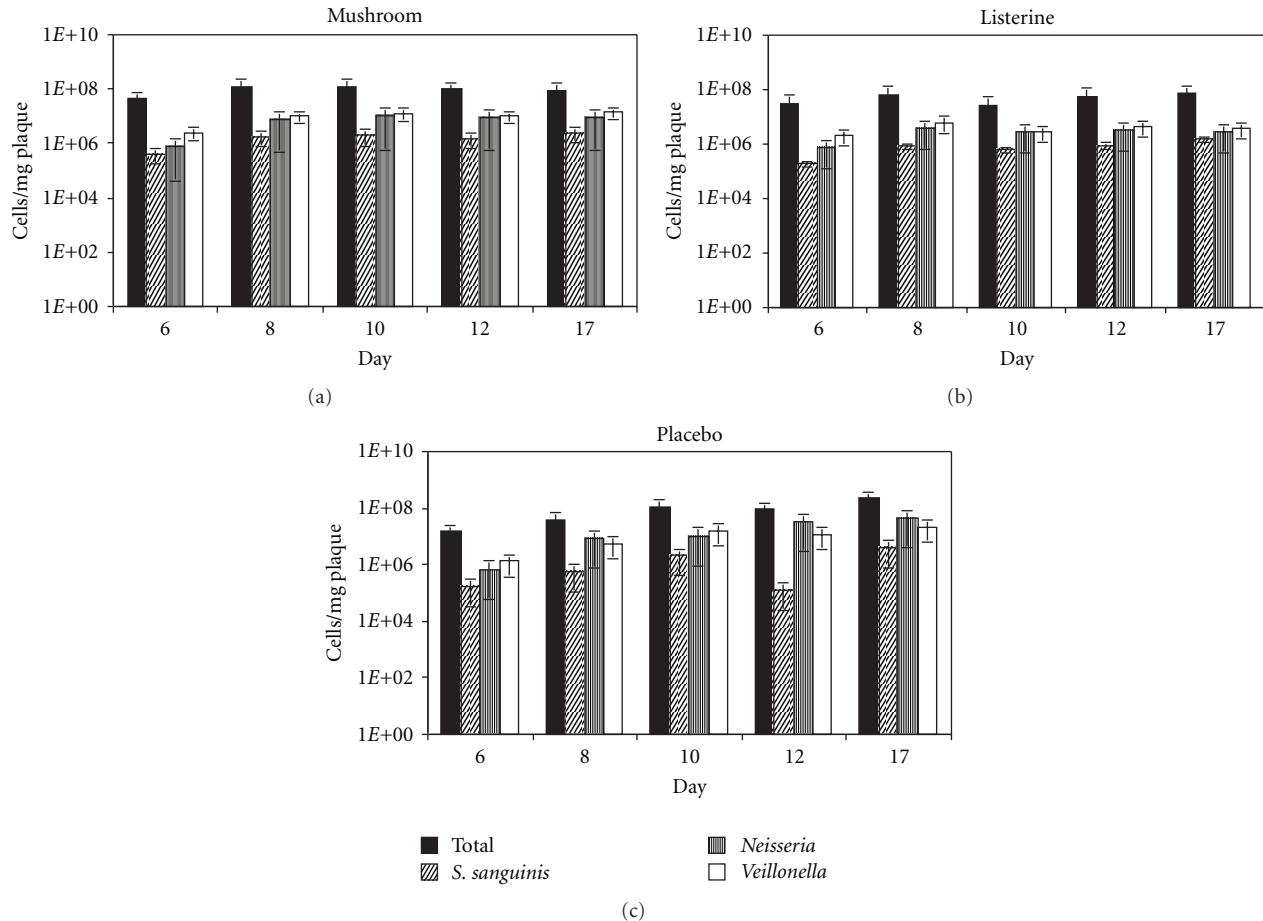 Mushroom
1E+10
1E+08
1E+06
1E+04
1E+02
1E+00
Cells/mg plaque
6 8 10 12 17
Day
(a)
Listerine
1E+10
1E+08
1E+06
1E+04
1E+02
1E+00
Cells/mg plaque
6 8 10 12 17
Day
(b)
Placebo
1E+10
1E+08
1E+06
1E+04
1E+02
1E+00
Cells/mg plaque
6 8 10 12 17
Day
Total
S. sanguinis
Neisseria
Veillonella
(c)